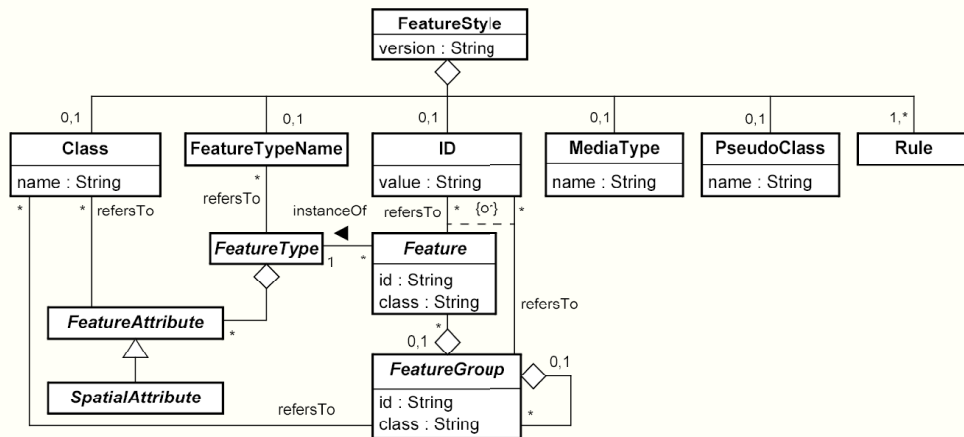 FeatureStyle
version : String
0,1
0,1
0,1
0,1
0,1
1,*
Class
FeatureTypeName
ID
MediaType
PseudoClass
Rule
name : String
value : String
name : String
name : String
*
*
refersTo
*
refersTo
instanceOf
refersTo
*
{or}
*
FeatureType
1
*
Feature
id : String
class : String
FeatureAttribute
*
*
refersTo
0,1
0,1
SpatialAttribute
FeatureGroup
id : String
class : String
refersTo
*
*